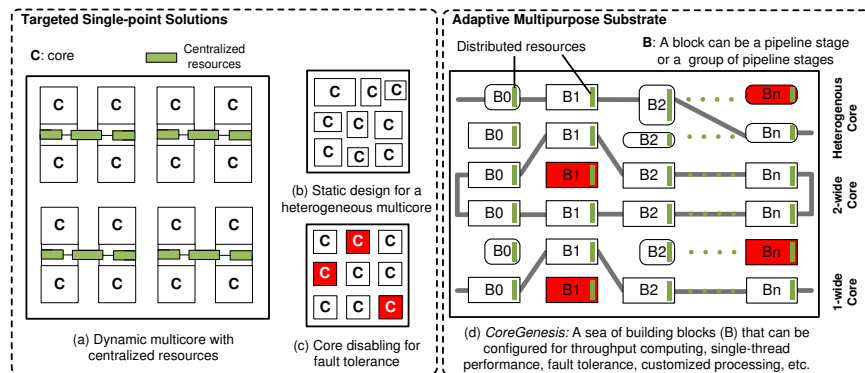 Targeted Single-point Solutions
C: core
Centralized
resources
C C C C
C C C C
C C C C
C C C C
(a) Dynamic multicore with
centralized resources
C C C
C C C
C C C
(b) Static design for a
heterogeneous multicore
C C C
C C C
C C C
(c) Core disabling for
fault tolerance
Adaptive Multipurpose Substrate
Distributed resources
B: A block can be a pipeline stage
or a group of pipeline stages
B0 B1 B2 Bn
B0 B1 B2 Bn
B0 B1 B2 Bn
B0 B1 B2 Bn
B0 B1 B2 Bn
B0 B1 B2 Bn
Heterogenous
Core
2-wide
Core
1-wide
Core
(d) CoreGenesis: A sea of building blocks (B) that can be
configured for throughput computing, single-thread
performance, fault tolerance, customized processing, etc.